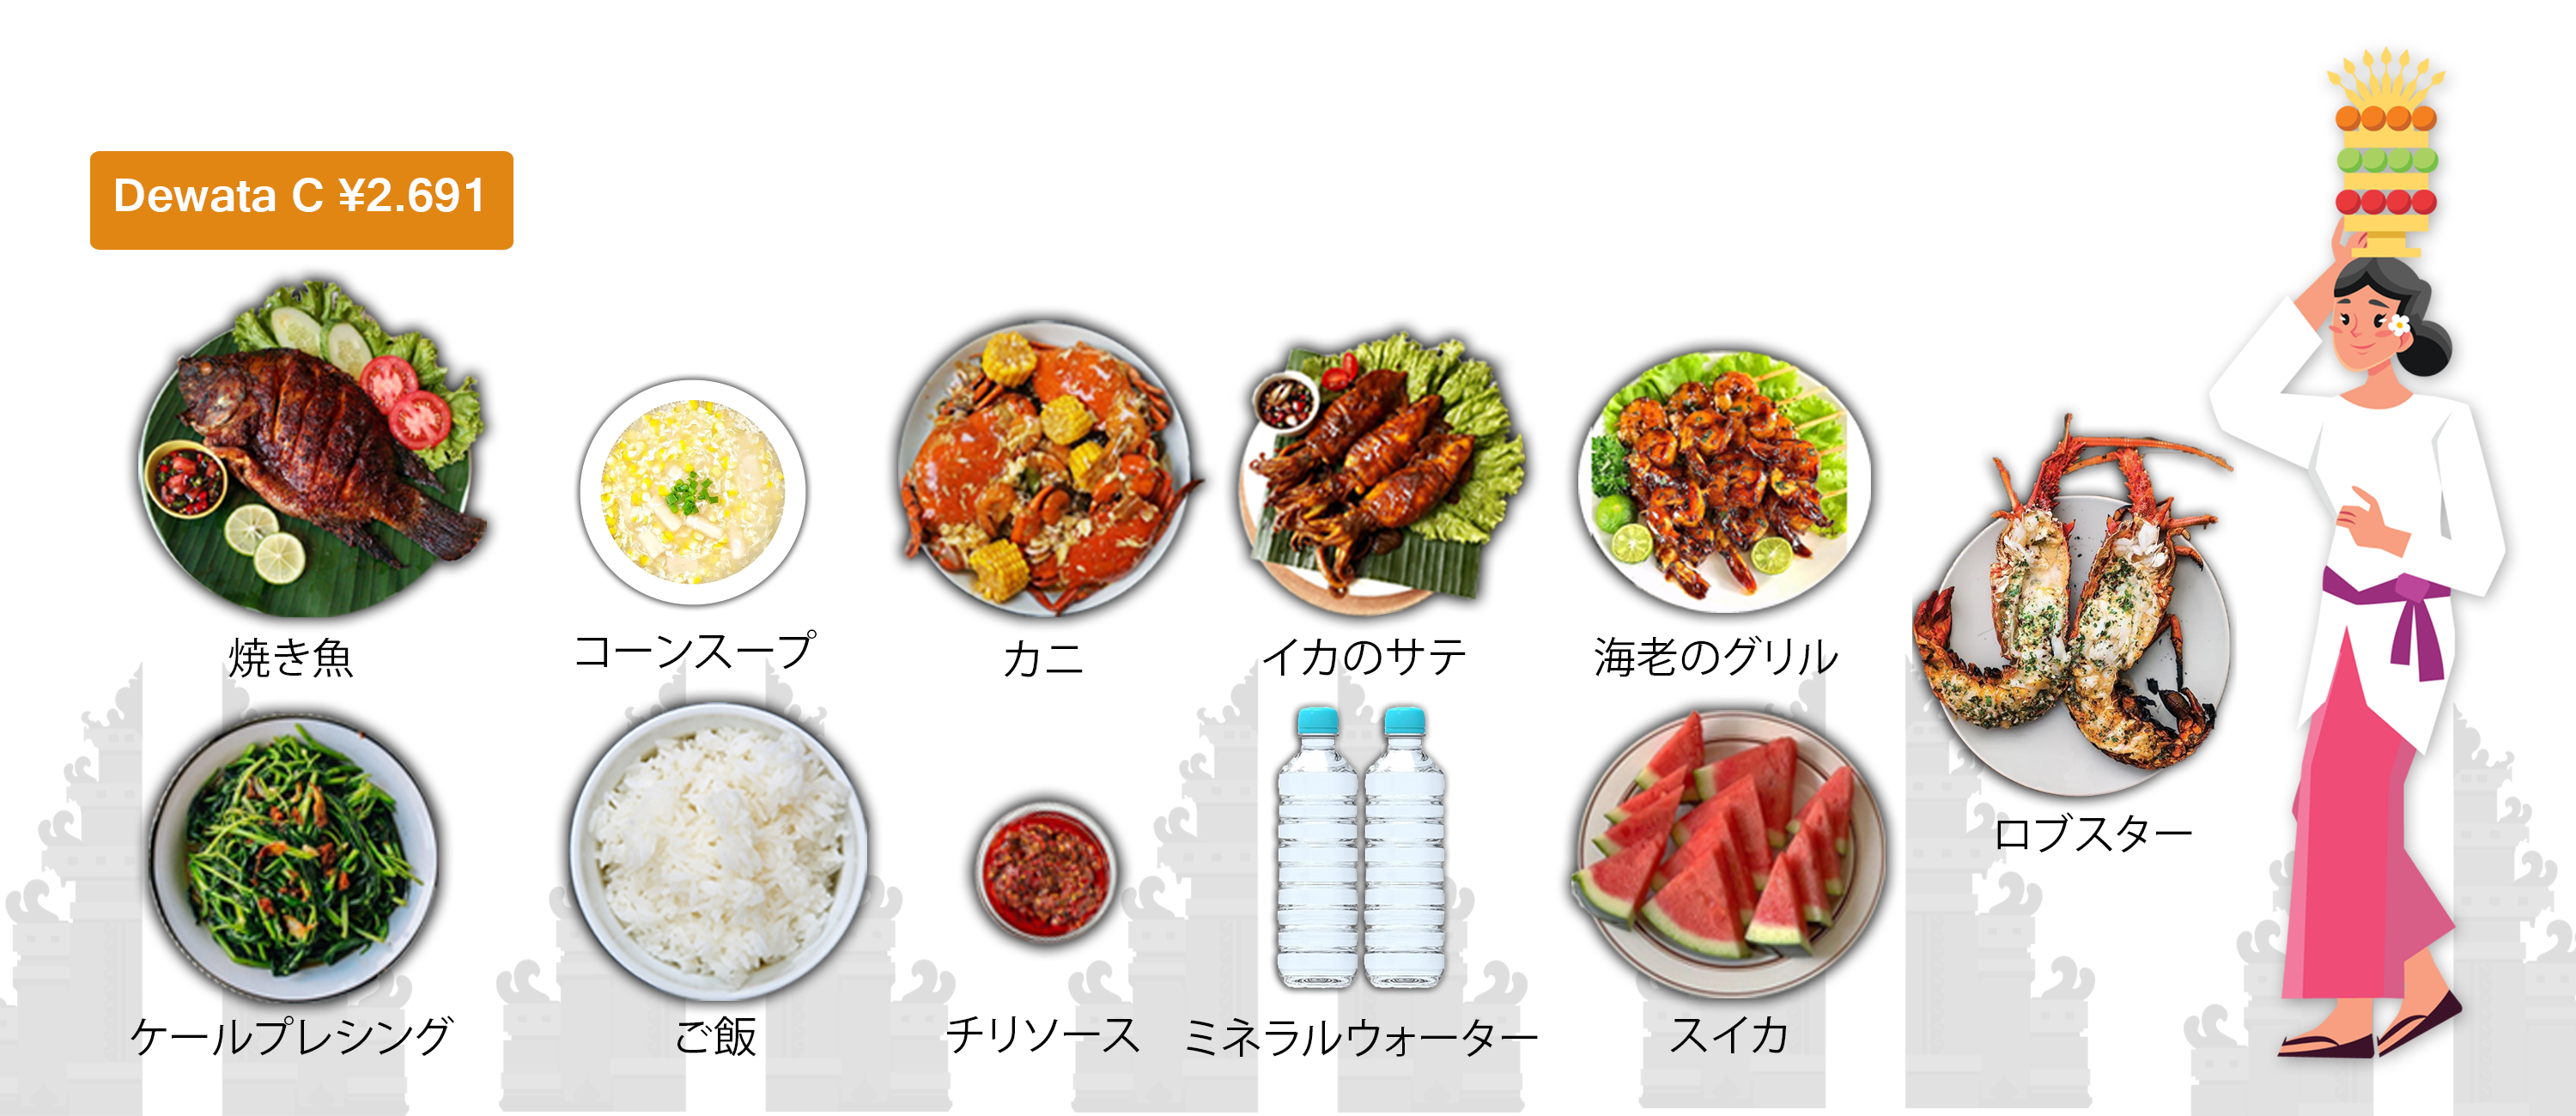 Dewata C ¥2.691
焼き魚
コーンスープ
カニ
イカのサテ
海老のグリル
ロブスター
ケールプレシング
ご飯
チリソース
ミネラルウォーター
スイカ